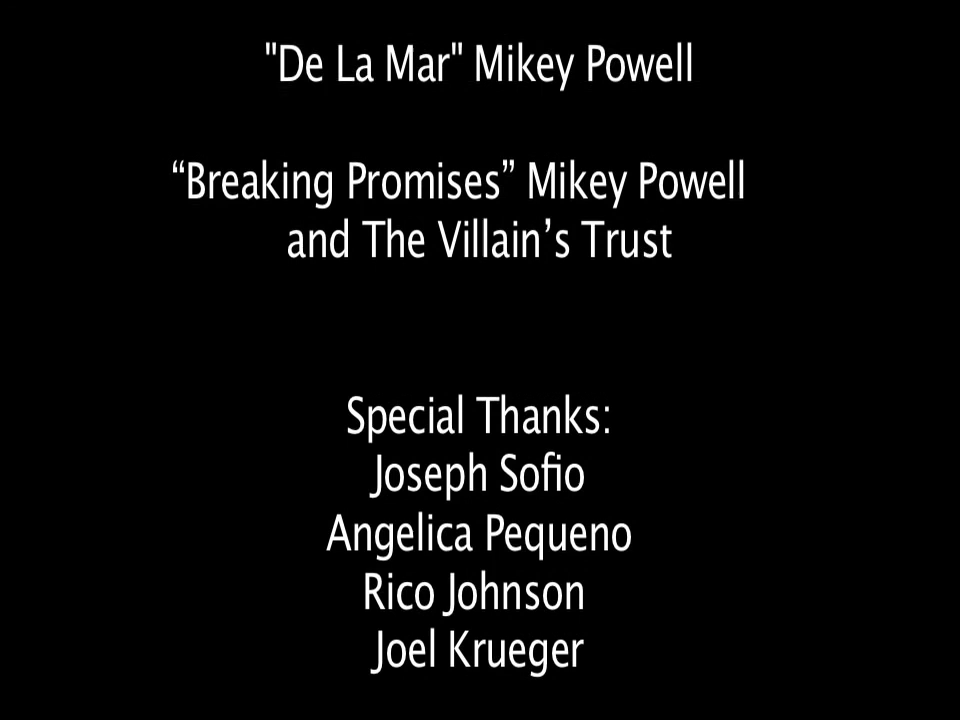 "De La Mar" Mikey Powell
“Breaking Promises” Mikey Powell
and The Villain’s Trust
Special Thanks:
Joseph Sofio
Angelica Pequeno
Rico Johnson
Joel Krueger